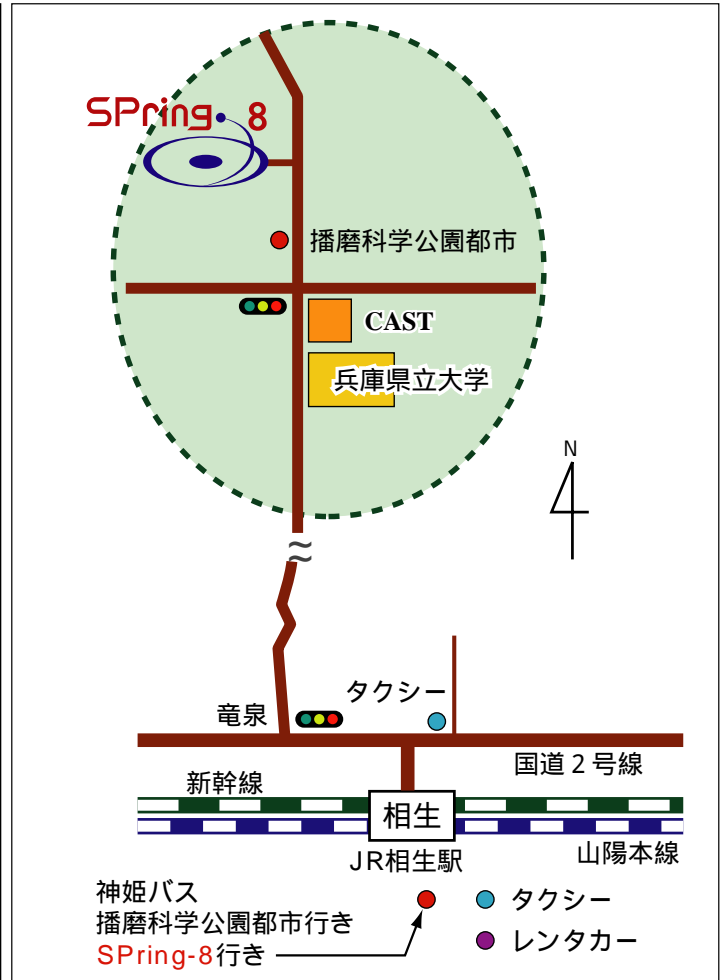 SPring-8
播磨科学公園都市
CAST
兵庫県立大学
N
タクシー
竜泉
国道2号線
新幹線
相生
山陽本線
JR相生駅
神姫バス
播磨科学公園都市行き
SPring-8行き
タクシー
レンタカー